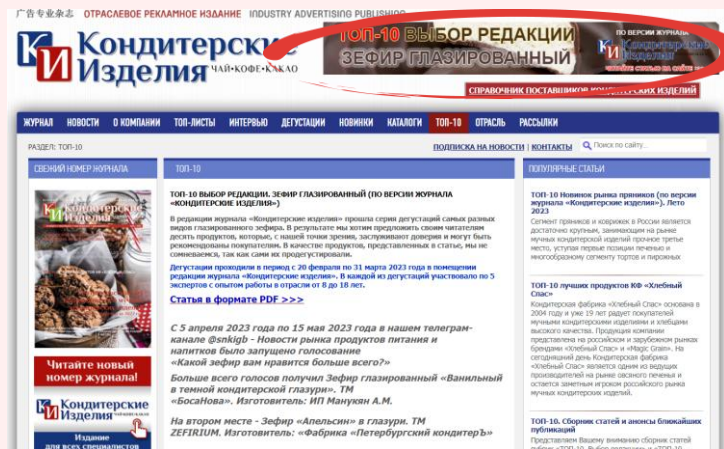 广告专业杂志 ОТРАСЛЕВОЕ РЕКЛАМНОЕ ИЗДАНИЕ INDUSTRY ADVERTISING PUBLISHING
КИ Кондитерские
Изделия ЧАЙ•КОФЕ•КАКАО
ТОП-10 ВЫБОР РЕДАКЦИИ
ЗЕФИР ГЛАЗИРОВАННЫЙ
ПО ВЕРСИИ ЖУРНАЛА
КИ Кондитерские
Изделия
СПРАВОЧНИК ПОСТАВЩИКОВ КОНДИТЕРСКИХ ИЗДЕЛИЙ
ЖУРНАЛ НОВОСТИ О КОМПАНИИ ТОП-ЛИСТЫ ИНТЕРВЬЮ ДЕГУСТАЦИИ НОВИНКИ КАТАЛОГИ ТОП-10 ОТРАСЛЬ РАССЫЛКИ
РАЗДЕЛ: ТОП-10
ПОДПИСКА НА НОВОСТИ | КОНТАКТЫ
Поиск по сайту...
СВЕЖИЙ НОМЕР ЖУРНАЛА
Кондитерские
Изделия
Читайте новый
номер журнала!
КИ Кондитерские
Изделия
Издание
для всех специалистов
ТОП-10
ТОП-10 ВЫБОР РЕДАКЦИИ. ЗЕФИР ГЛАЗИРОВАННЫЙ (ПО ВЕРСИИ ЖУРНАЛА
«КОНДИТЕРСКИЕ ИЗДЕЛИЯ»)
В редакции журнала «Кондитерские изделия» прошла серия дегустаций самых разных
видов глазированного зефира. В результате мы хотим предложить своим читателям
десять продуктов, которые, с нашей точки зрения, заслуживают доверия и могут быть
рекомендованы покупателям. В качестве продуктов, представленных в статье, мы не
сомневаемся, так как сами их продегустировали.
Дегустации проходили в период с 20 февраля по 31 марта 2023 года в помещении
редакции журнала «Кондитерские изделия». В каждой из дегустаций участвовало по 5
экспертов с опытом работы в отрасли от 8 до 18 лет.
Статья в формате PDF >>>
С 5 апреля 2023 года по 15 мая 2023 года в нашем телеграм-
канале @snkigb - Новости рынка продуктов питания и
напитков было запущено голосование
«Какой зефир вам нравится больше всего?»
Больше всего голосов получил Зефир глазированный «Ванильный
в темной кондитерской глазури». ТМ
«БосаНова». Изготовитель: ИП Манукян А.М.
На втором месте - Зефир «Апельсин» в глазури. ТМ
ZEFIRIUM. Изготовитель: «Фабрика «Петербургский кондитерЪ»
ПОПУЛЯРНЫЕ СТАТЬИ
ТОП-10 Новинок рынка пряников (по версии
журнала «Кондитерские изделия»). Лето
2023
Сегмент пряников и коврижек в России является
достаточно крупным, занимающим на рынке
мучных кондитерских изделий прочное третье
место, уступая первые позиции печенью и
многообразному сегменту тортов и пирожных
ТОП-10 лучших продуктов КФ «Хлебный
Спас»
Кондитерская фабрика «Хлебный Спас» основана в
2004 году и уже 19 лет радует покупателей
мучными кондитерскими изделиями и хлебцами
высокого качества. Продукция компании
представлена на российском и зарубежном рынках
брендами «Хлебный Спас» и «Magic Grain». На
сегодняшний день Кондитерская фабрика
«Хлебный Спас» является одним из ведущих
производителей на рынке овсяного печенья и
остается заметным игроком российского рынка
мучных кондитерских изделий.
ТОП-10. Сборник статей и анонсы ближайших
публикаций
Представляем Вашему вниманию сборник статей